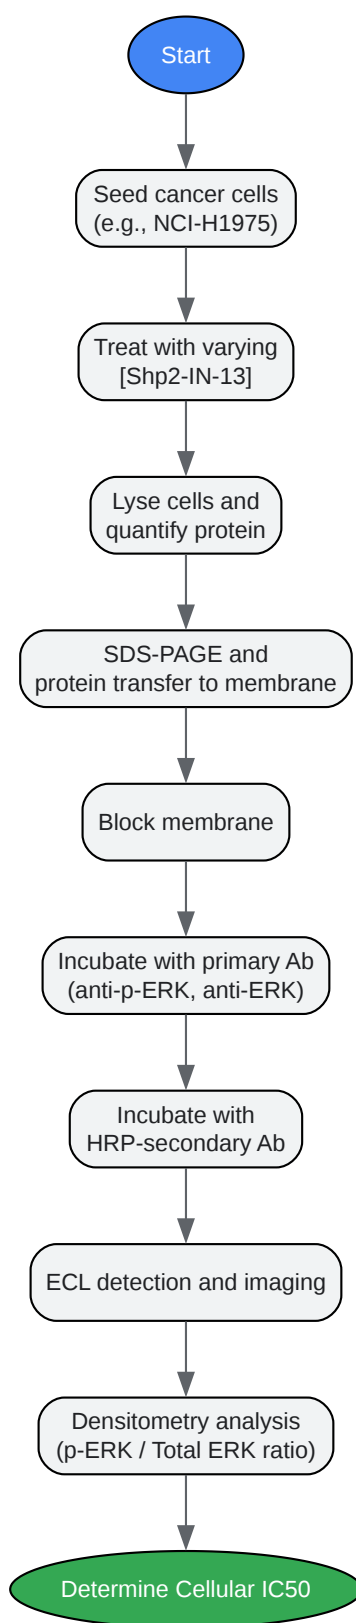 Start
Seed cancer cells
(e.g., NCI-H1975)
Treat with varying
[Shp2-IN-13]
Lyse cells and
quantify protein
SDS-PAGE and
protein transfer to membrane
Block membrane
Incubate with primary Ab
(anti-p-ERK, anti-ERK)
Incubate with
HRP-secondary Ab
ECL detection and imaging
Densitometry analysis
(p-ERK / Total ERK ratio)
Determine Cellular IC50